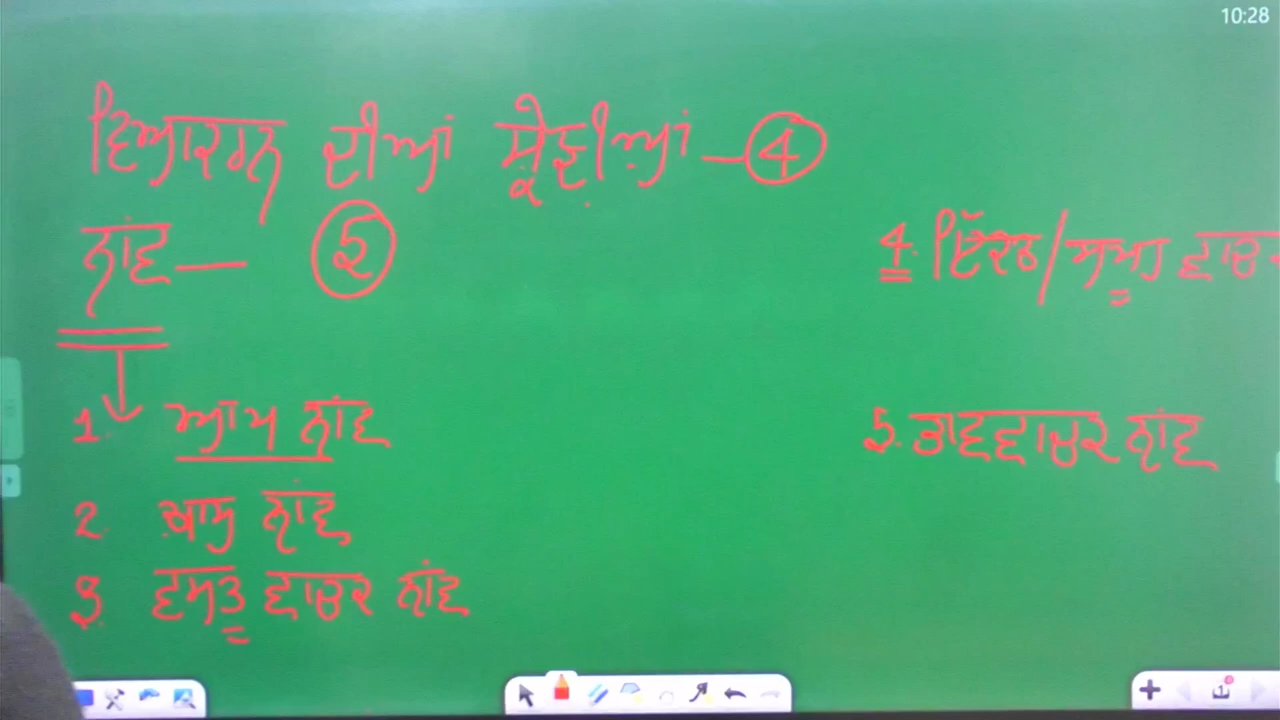 10:28
ਵਿਆਕਰਨ ਦੀਆਂ ਸ਼੍ਰੇਣੀਆਂ – 4
ਨਾਂਵ – 5
1. ਆਮ ਨਾਂਵ
2. ਖ਼ਾਸ ਨਾਂਵ
3. ਵਸਤੂ ਵਾਚਕ ਨਾਂਵ
4. ਇੱਕਠ/ਸਮੂਹ
5. ਭਾਵਵਾਚਕ ਨਾਂਵ